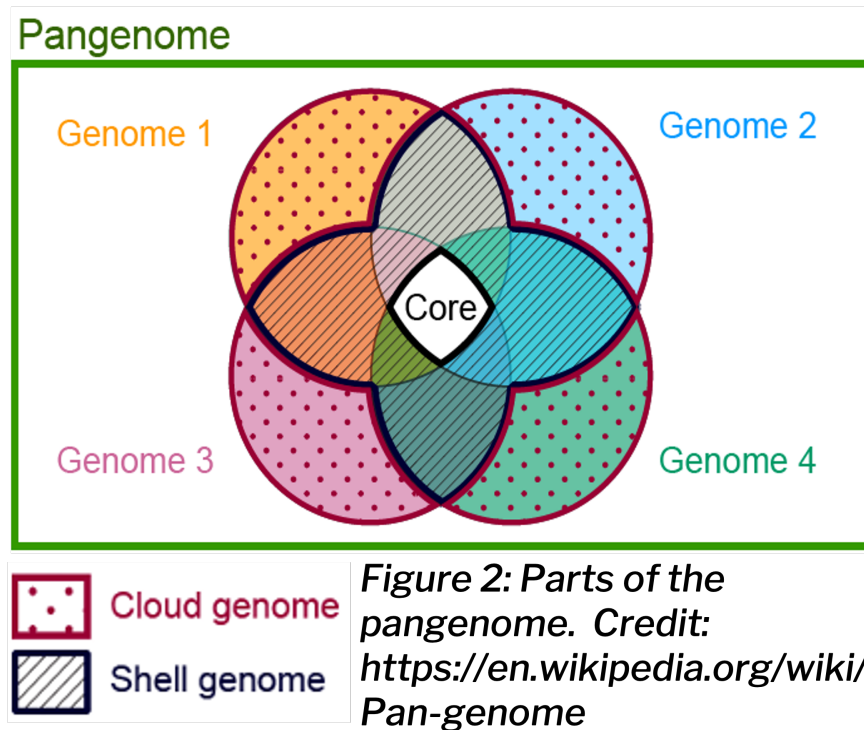 Pangenome
Genome 1
Genome 2
Core
Genome 3
Genome 4
Cloud genome
Shell genome
Figure 2: Parts of the
pangenome. Credit:
https://en.wikipedia.org/wiki/
Pan-genome